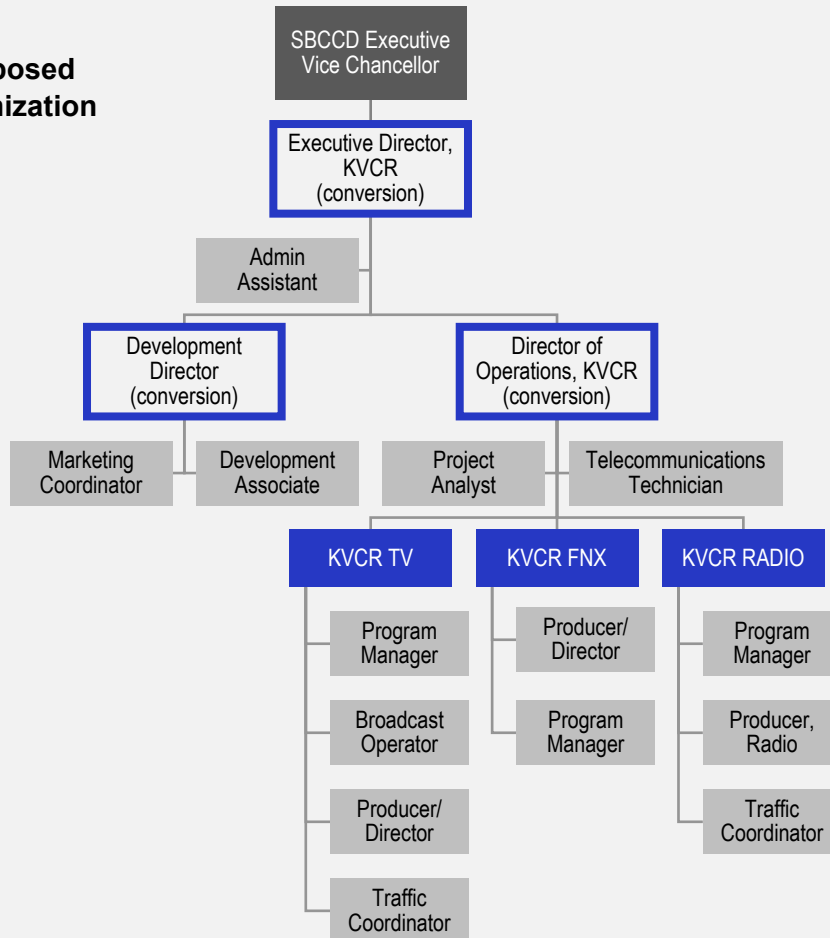 SBCCD Executive
Vice Chancellor
posed
nization
Executive Director,
KVCR
(conversion)
Admin
Assistant
Development
Director
(conversion)
Director of
Operations, KVCR
(conversion)
Marketing
Coordinator
Development
Associate
Project
Analyst
Telecommunications
Technician
KVCR TV
KVCR FNX
KVCR RADIO
Program
Manager
Broadcast
Operator
Producer/
Director
Traffic
Coordinator
Producer/
Director
Program
Manager
Program
Manager
Producer,
Radio
Traffic
Coordinator